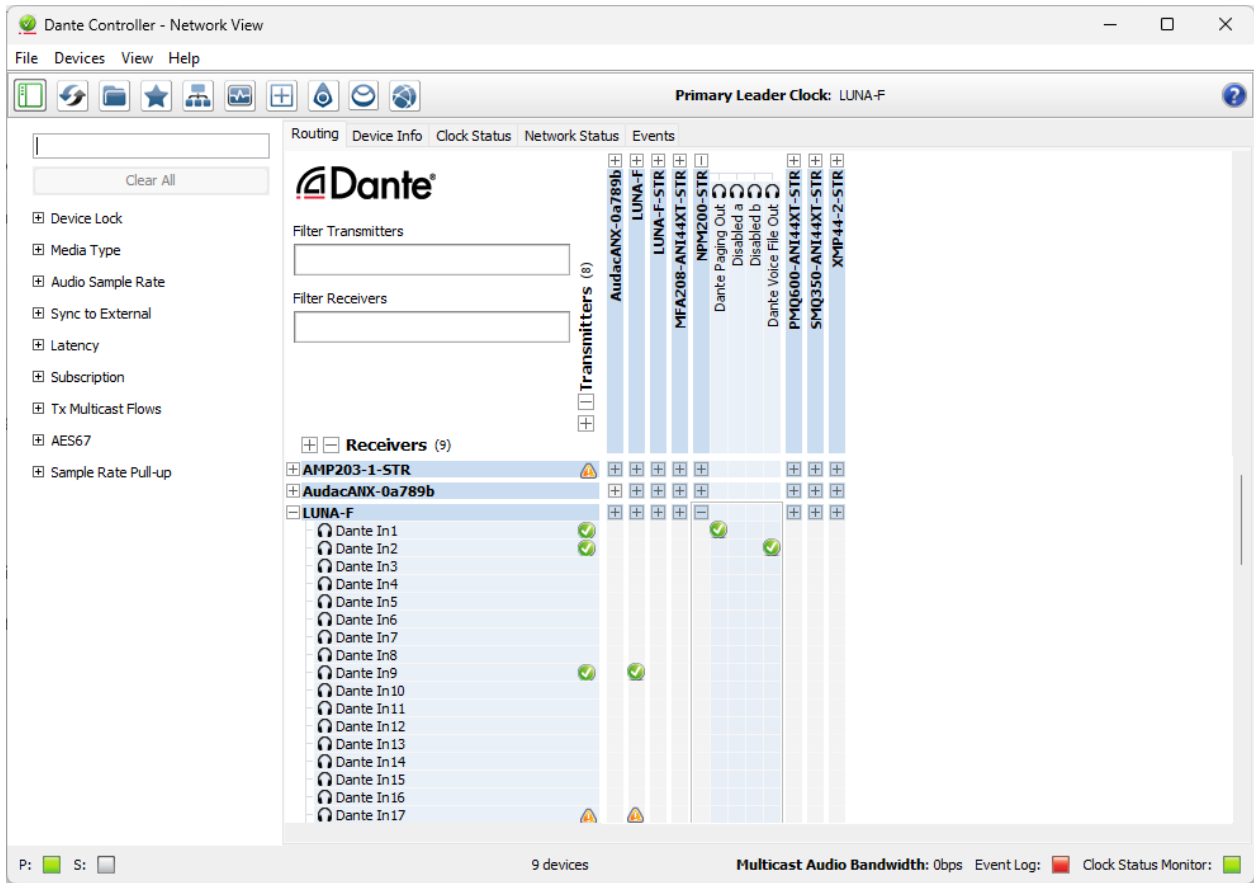 Dante Controller - Network View
File Devices View Help
Primary Leader Clock: LUNA-F
?
Clear All
Device Lock
Media Type
Audio Sample Rate
Sync to External
Latency
Subscription
Tx Multicast Flows
AES67
Sample Rate Pull-up
Routing Device Info Clock Status Network Status Events
Dante®
Filter Transmitters
Filter Receivers
Transmitters (8)
AudacANX-0a789b
LUNA-F
LUNA-F-STR
MFA208-ANI44XT-STR
NPM200-STR
Dante Paging Out
Disabled a
Disabled b
Dante Voice File Out
PMQ600-ANI44XT-STR
SMQ350-ANI44XT-STR
XMP44-2-STR
Receivers (9)
AMP203-1-STR
AudacANX-0a789b
LUNA-F
Dante In1
Dante In2
Dante In3
Dante In4
Dante In5
Dante In6
Dante In7
Dante In8
Dante In9
Dante In10
Dante In11
Dante In12
Dante In13
Dante In14
Dante In15
Dante In16
Dante In17
P: S: 9 devices Multicast Audio Bandwidth: 0bps Event Log: Clock Status Monitor: